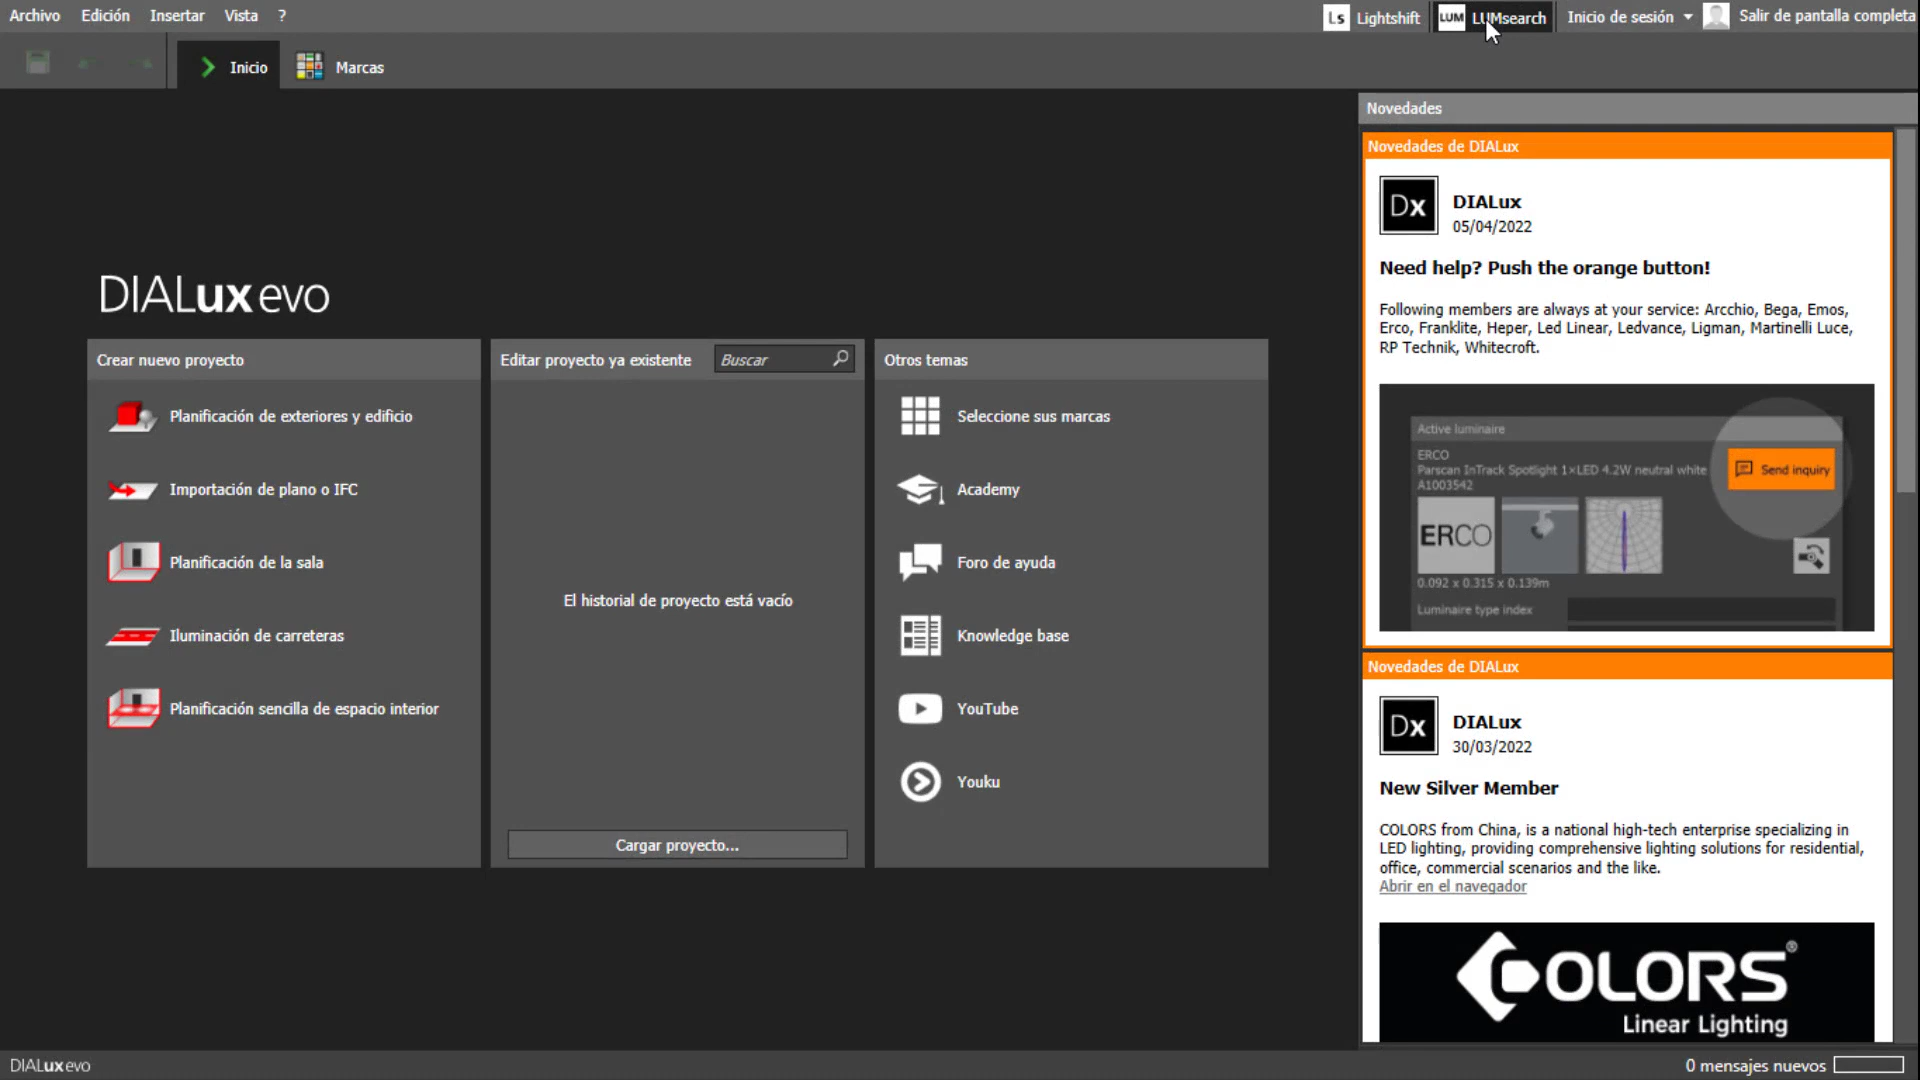 Archivo Edición Insertar Vista ?
Ls Lightshift LUM LUMsearch Inicio de sesión Salir de pantalla completa
Inicio Marcas
DIALux evo
Crear nuevo proyecto
Planificación de exteriores y edificio
Importación de plano o IFC
Planificación de la sala
Iluminación de carreteras
Planificación sencilla de espacio interior
Editar proyecto ya existente
Buscar
El historial de proyecto está vacío
Cargar proyecto...
Otros temas
Seleccione sus marcas
Academy
Foro de ayuda
Knowledge base
YouTube
Youku
Novedades
Novedades de DIALux
Dx
DIALux
05/04/2022
Need help? Push the orange button!
Following members are always at your service: Arcchio, Bega, Emos,
Erco, Franklite, Heper, Led Linear, Ledvance, Ligman, Martinelli Luce,
RP Technik, Whitecroft.
Active luminaire
ERCO
Parscan InTrack Spotlight 1×LED 4.2W neutral white
A1003542
Send inquiry
ERCO
0.092 x 0.315 x 0.139m
Luminaire type index
Novedades de DIALux
Dx
DIALux
30/03/2022
New Silver Member
COLORS from China, is a national high-tech enterprise specializing in
LED lighting, providing comprehensive lighting solutions for residential,
office, commercial scenarios and the like.
Abrir en el navegador
COLORS®
Linear Lighting
DIALux evo
0 mensajes nuevos